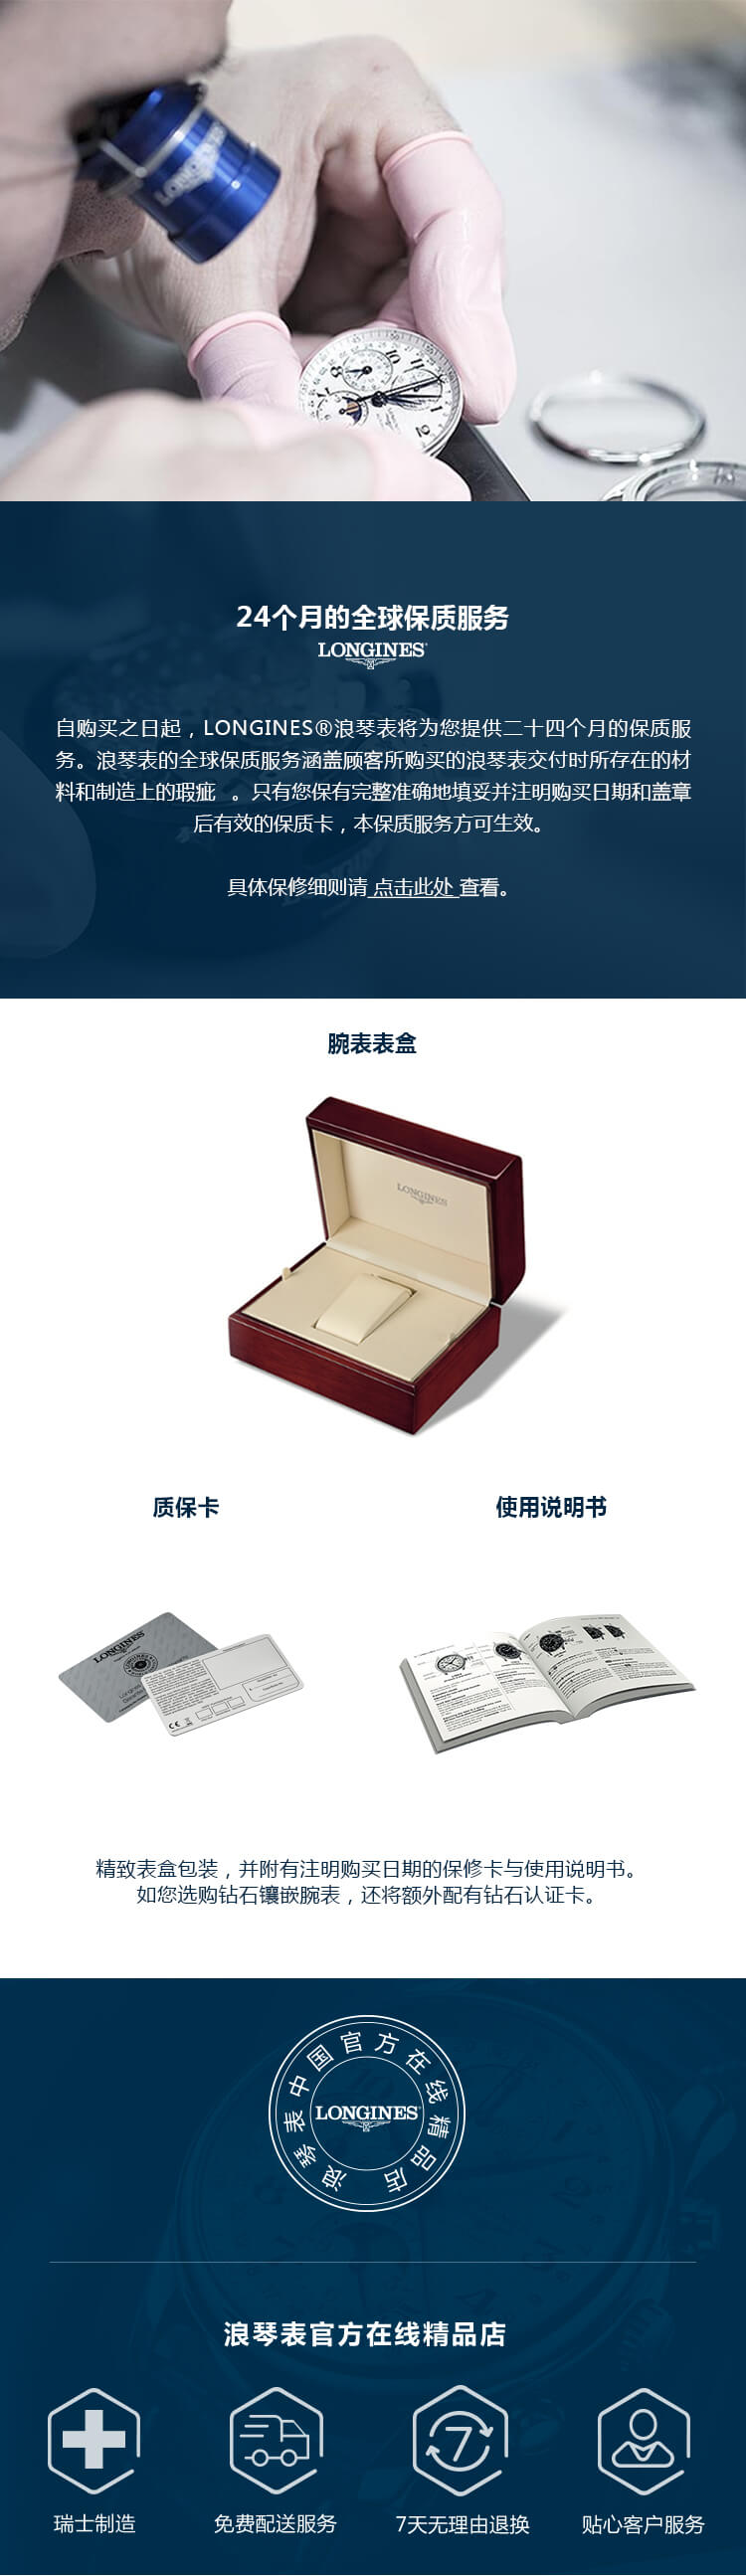 LONGINES
24个月的全球保质服务
LONGINES
自购买之日起，LONGINES®浪琴表将为您提供二十四个月的保质服
务。浪琴表的全球保质服务涵盖顾客所购买的浪琴表交付时所存在的材
料和制造上的瑕疵 。只有您保有完整准确地填妥并注明购买日期和盖章
后有效的保质卡，本保质服务方可生效。
具体保修细则请 点击此处 查看。
腕表表盒
LONGINES
质保卡
使用说明书
LONGINES
精致表盒包装，并附有注明购买日期的保修卡与使用说明书。
如您选购钻石镶嵌腕表，还将额外配有钻石认证卡。
浪琴表中国官方在线精品店
LONGINES
浪琴表官方在线精品店
7
瑞士制造
免费配送服务
7天无理由退换
贴心客户服务